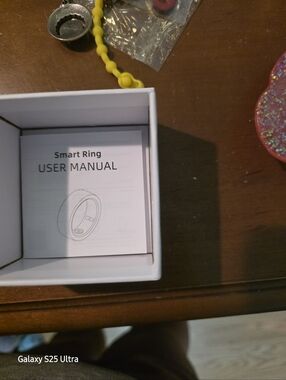 Smart Ring
USER MANUAL
Galaxy S25 Ultra